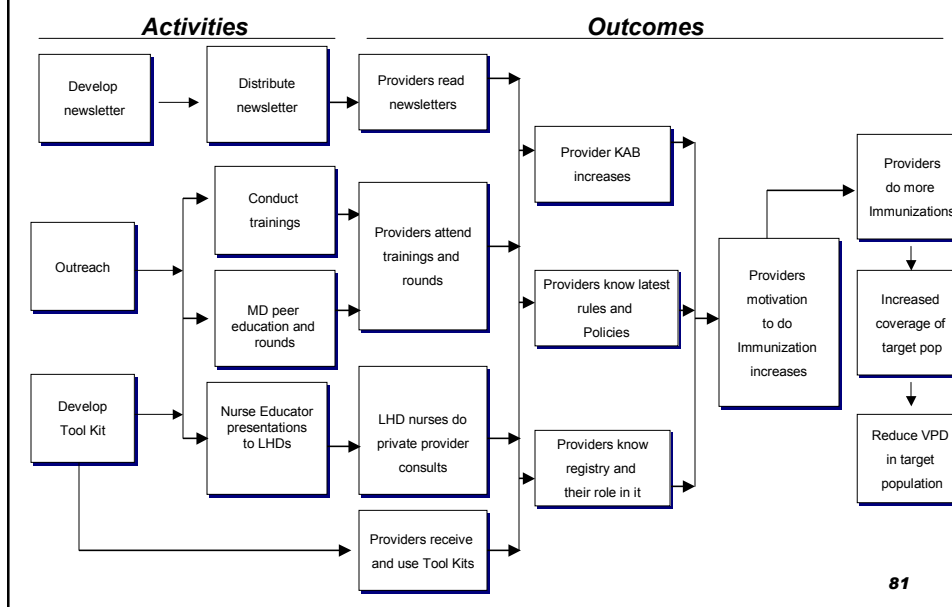 Activities
Outcomes
Develop
newsletter
Distribute
newsletter
Providers read
newsletters
Outreach
Conduct
trainings
MD peer
education and
rounds
Providers attend
trainings and
rounds
Develop
Tool Kit
Nurse Educator
presentations
to LHDs
LHD nurses do
private provider
consults
Providers receive
and use Tool Kits
Provider KAB
increases
Providers know latest
rules and
Policies
Providers know
registry and
their role in it
Providers
motivation
to do
Immunization
increases
Providers
do more
Immunizations
Increased
coverage of
target pop
Reduce VPD
in target
population
81